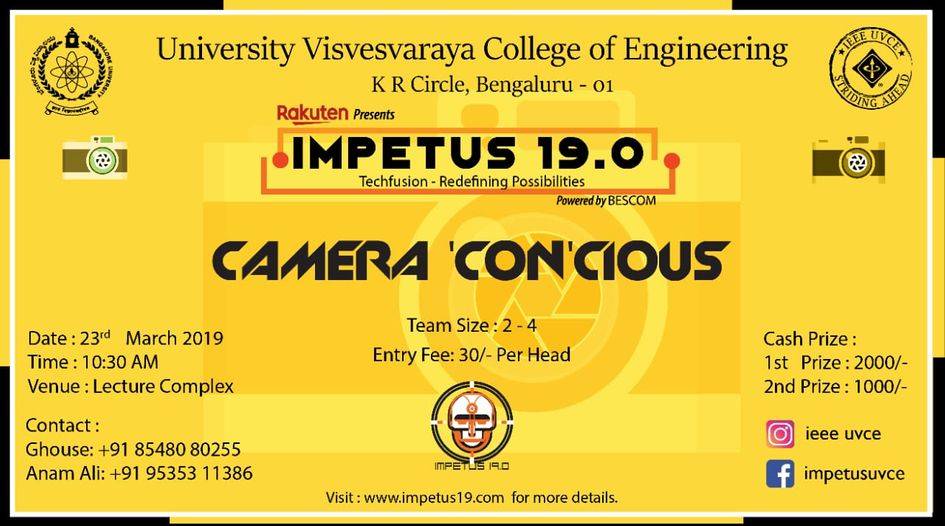 University Visvesvaraya College of Engineering
K R Circle, Bengaluru - 01
IEEE UVCE
STRIDING AHEAD
Rakuten Presents
IMPETUS 19.0
Techfusion - Redefining Possibilities
Powered by BESCOM
CAMERA 'CON'CIOUS
Team Size : 2 - 4
Entry Fee: 30/- Per Head
Date : 23rd March 2019
Time : 10:30 AM
Venue : Lecture Complex
Contact :
Ghouse: +91 85480 80255
Anam Ali: +91 95353 11386
Cash Prize :
1st Prize : 2000/-
2nd Prize : 1000/-
ieee uvce
impetusuvce
IMPETUS 19.0
Visit : www.impetus19.com for more details.